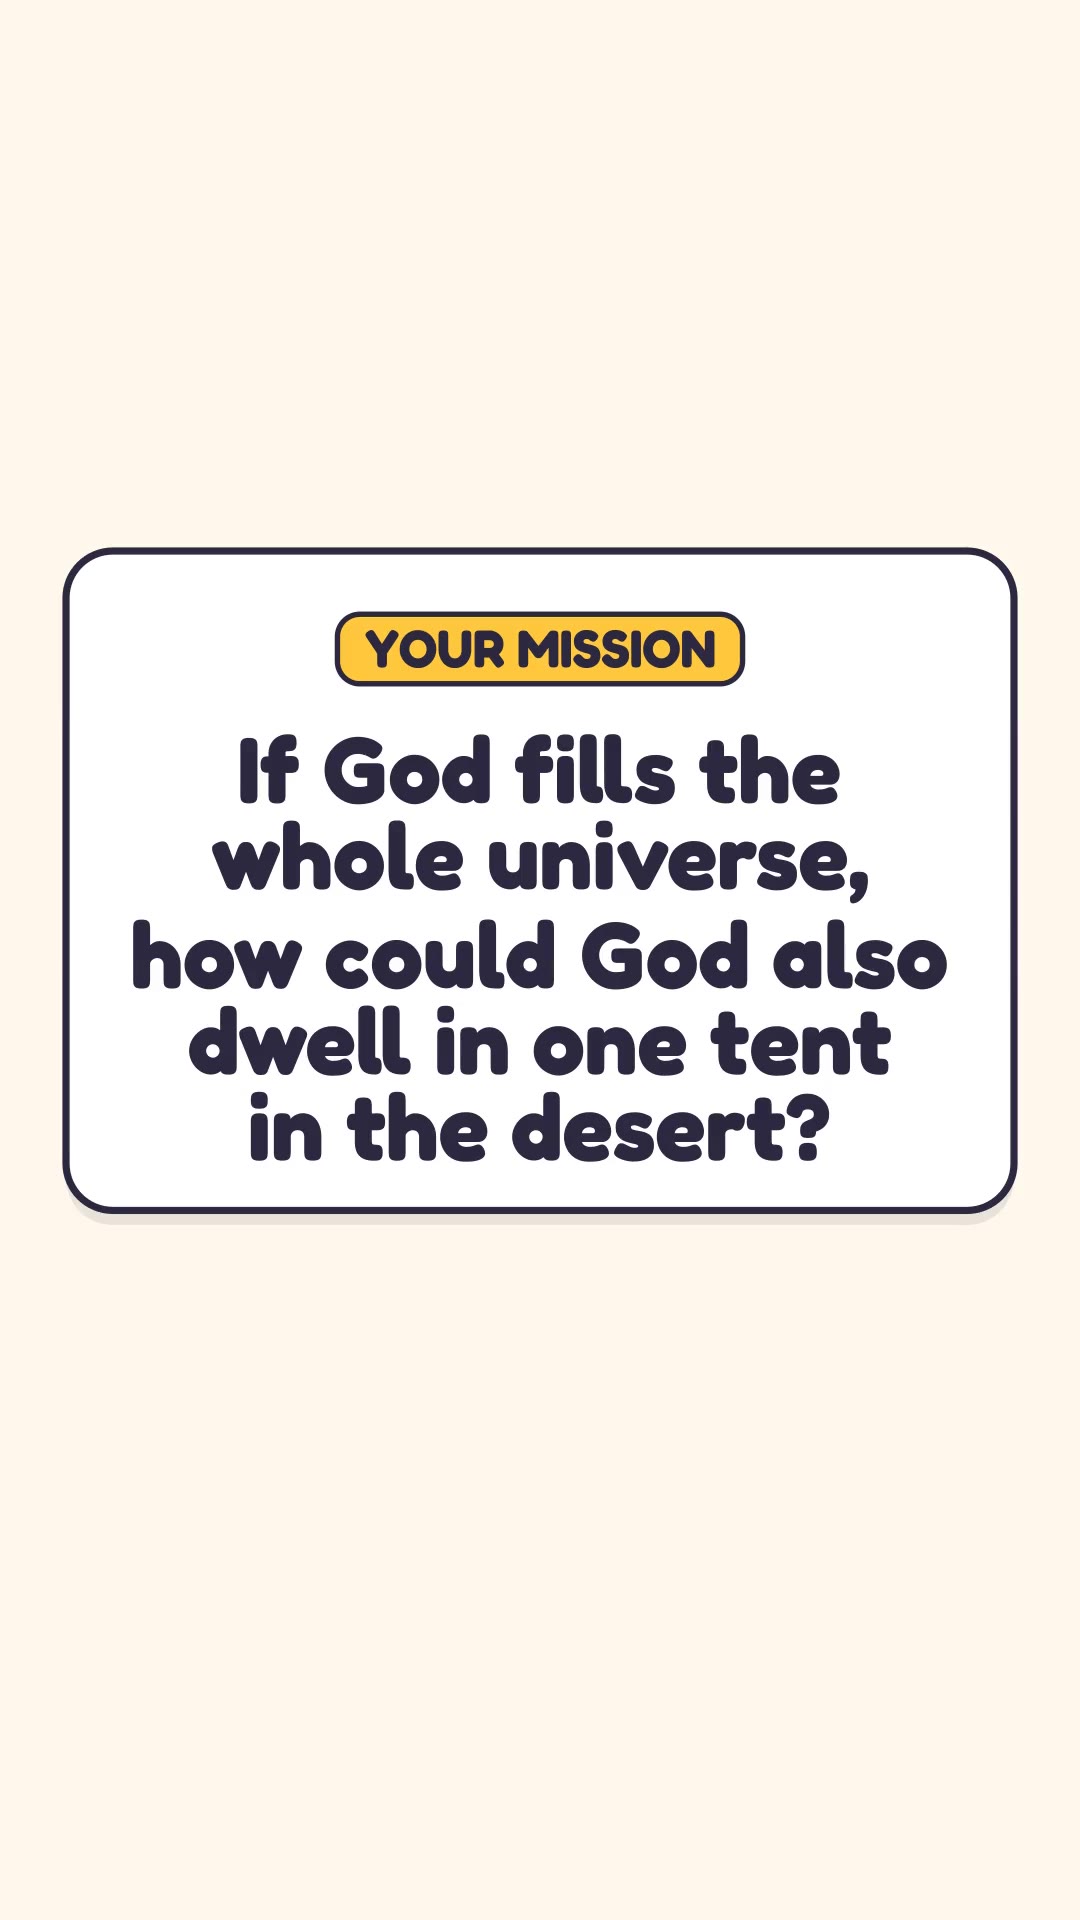 YOUR MISSION
If God fills the
whole universe,
how could God also
dwell in one tent
in the desert?